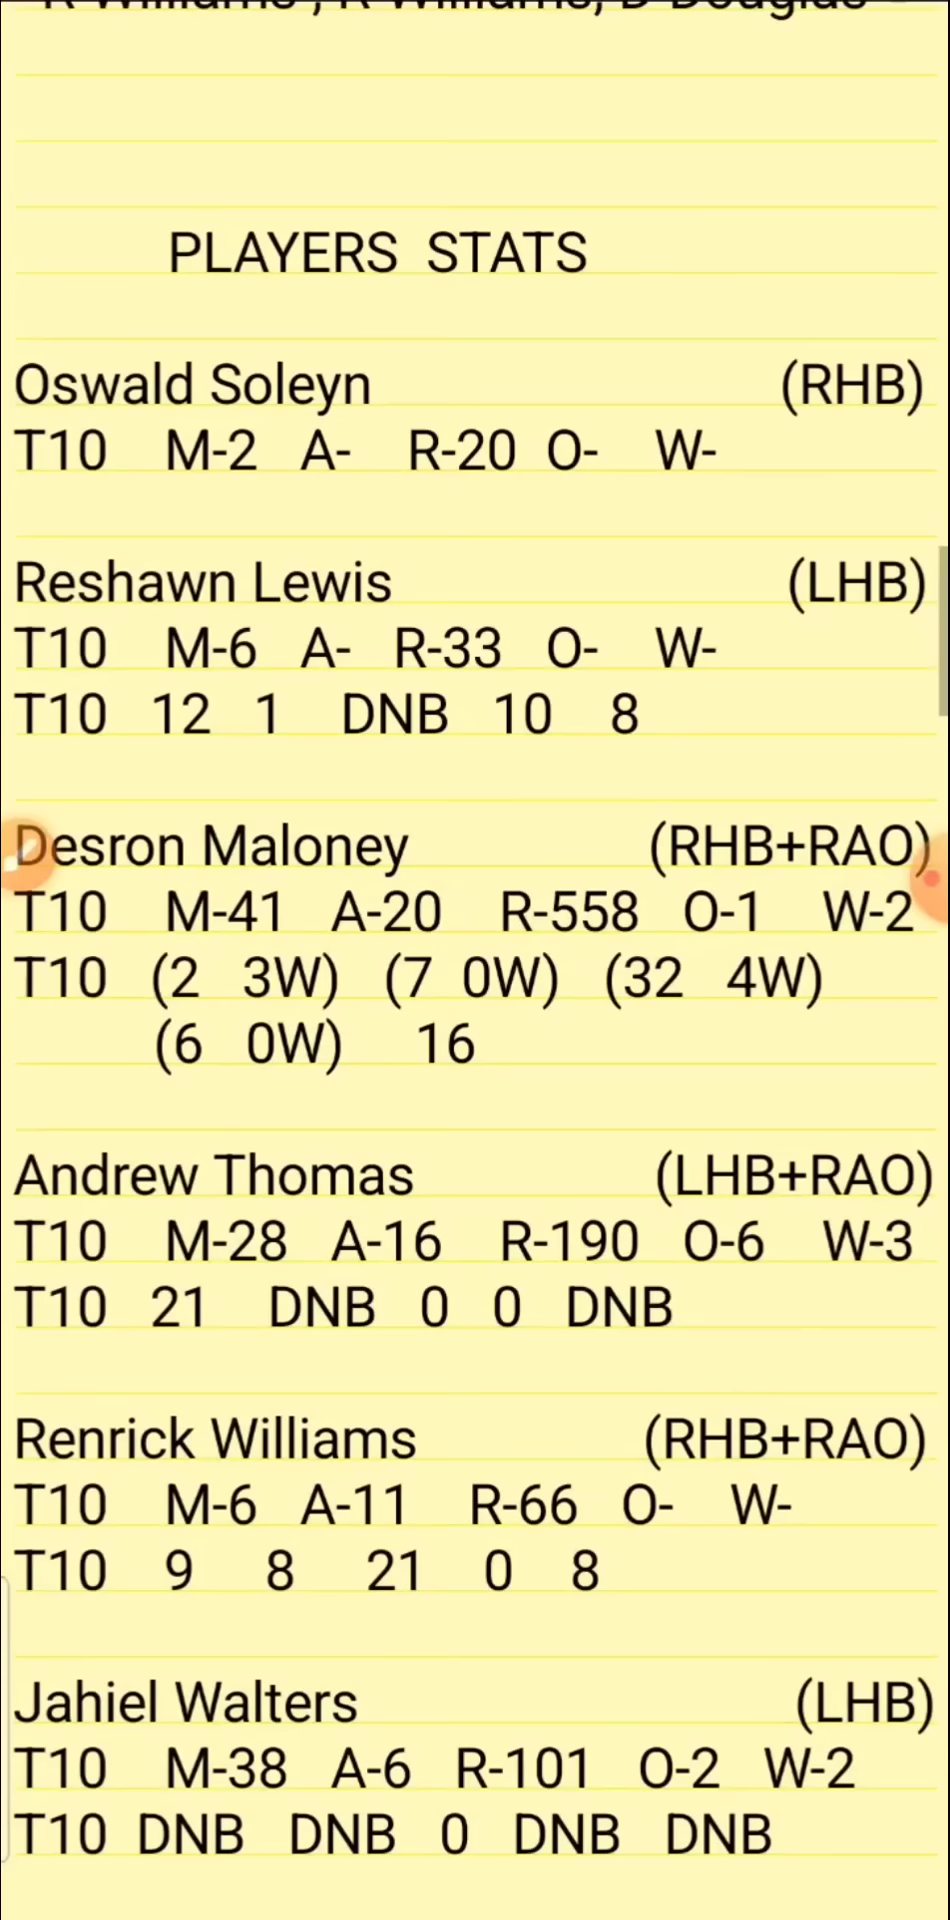 R Williams , R Williams, D Douglas
PLAYERS STATS
Oswald Soleyn (RHB)
T10 M-2 A- R-20 O- W-
Reshawn Lewis (LHB)
T10 M-6 A- R-33 O- W-
T10 12 1 DNB 10 8
Desron Maloney (RHB+RAO)
T10 M-41 A-20 R-558 O-1 W-2
T10 (2 3W) (7 0W) (32 4W)
(6 0W) 16
Andrew Thomas (LHB+RAO)
T10 M-28 A-16 R-190 O-6 W-3
T10 21 DNB 0 0 DNB
Renrick Williams (RHB+RAO)
T10 M-6 A-11 R-66 O- W-
T10 9 8 21 0 8
Jahiel Walters (LHB)
T10 M-38 A-6 R-101 O-2 W-2
T10 DNB DNB 0 DNB DNB